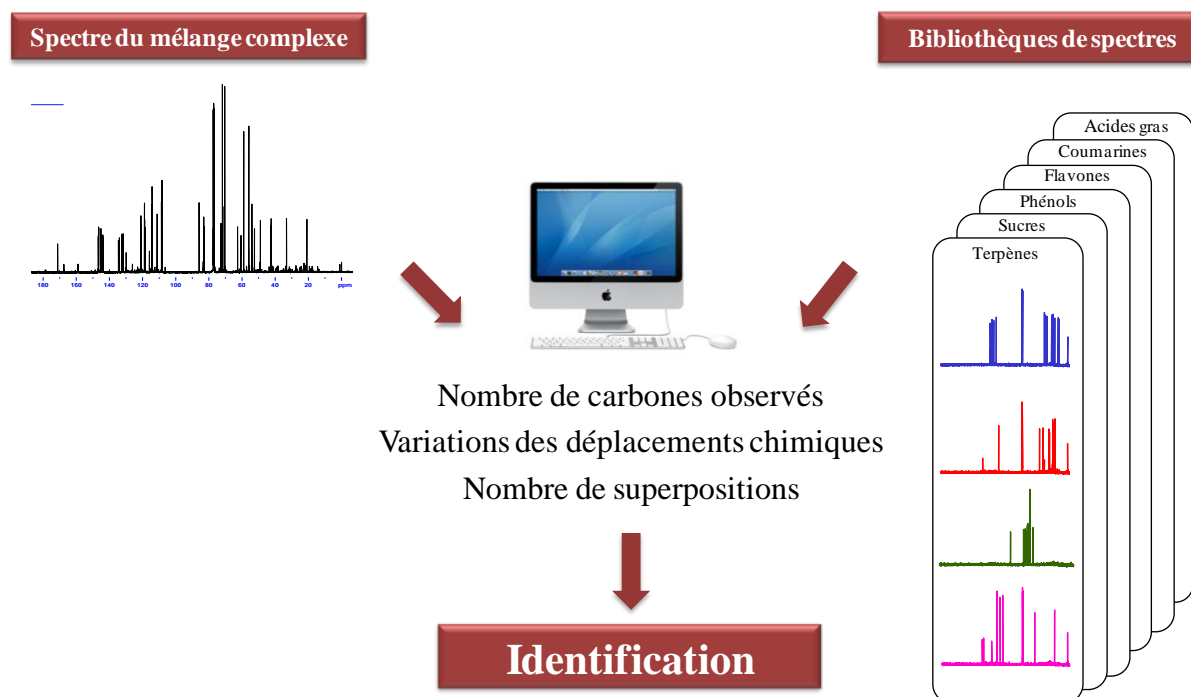 Spectre du mélange complexe
Bibliothèques de spectres
180 160 140 120 100 80 60 40 20 ppm
Acides gras
Coumarines
Flavones
Phénols
Sucres
Terpènes
Nombre de carbones observés
Variations des déplacements chimiques
Nombre de superpositions
Identification